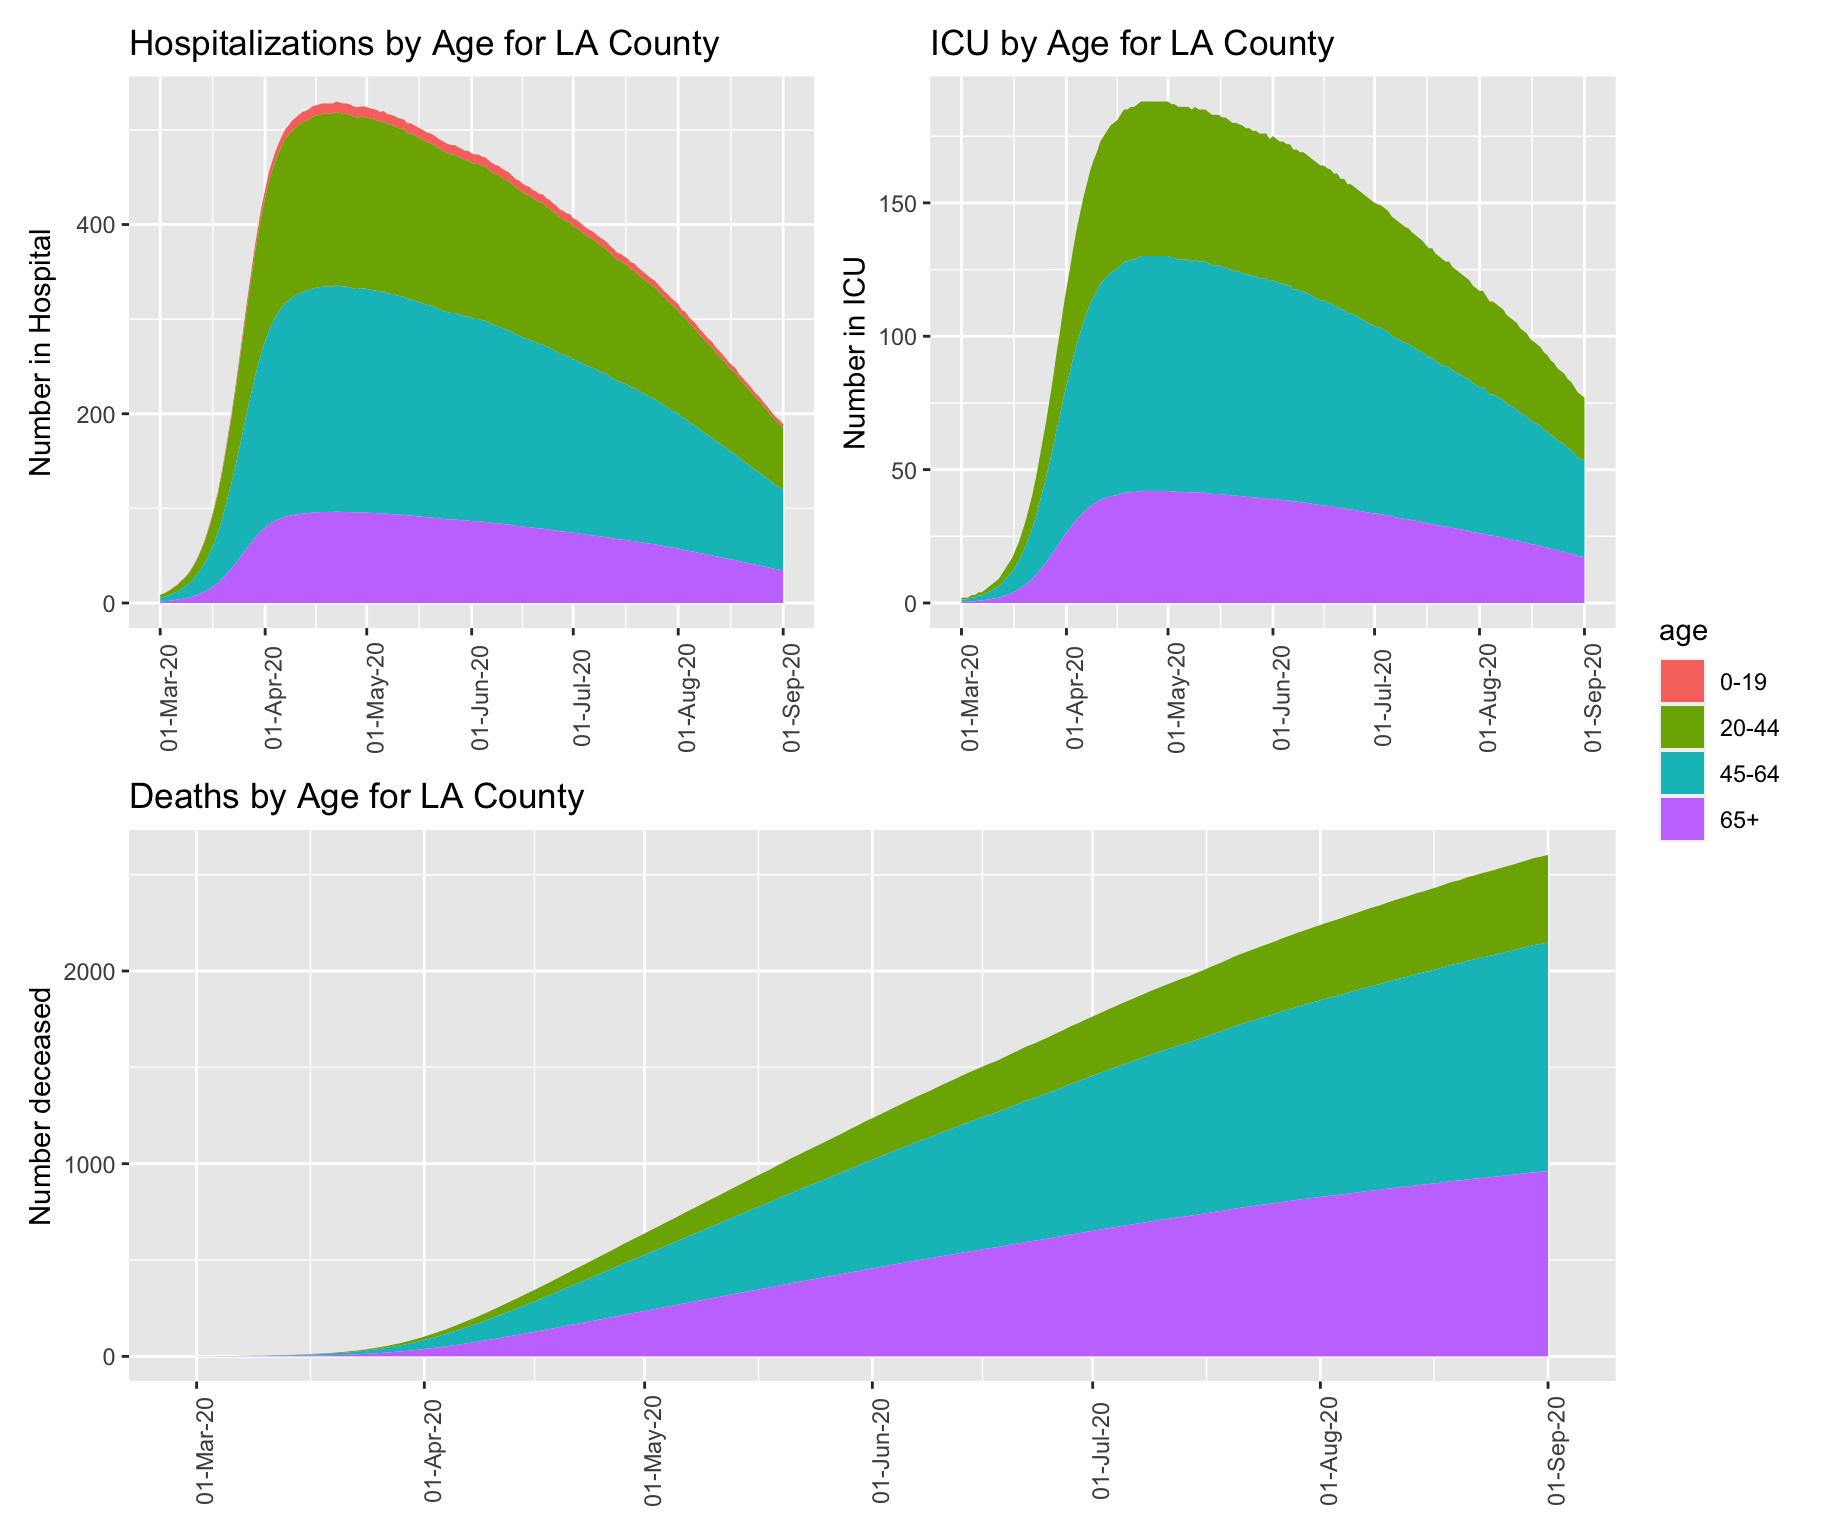 Hospitalizations by Age for LA County
Number in Hospital
400
200
0
01-Mar-20
01-Apr-20
01-May-20
01-Jun-20
01-Jul-20
01-Aug-20
01-Sep-20
ICU by Age for LA County
Number in ICU
150
100
50
0
01-Mar-20
01-Apr-20
01-May-20
01-Jun-20
01-Jul-20
01-Aug-20
01-Sep-20
age
0-19
20-44
45-64
65+
Deaths by Age for LA County
Number deceased
2000
1000
0
01-Mar-20
01-Apr-20
01-May-20
01-Jun-20
01-Jul-20
01-Aug-20
01-Sep-20